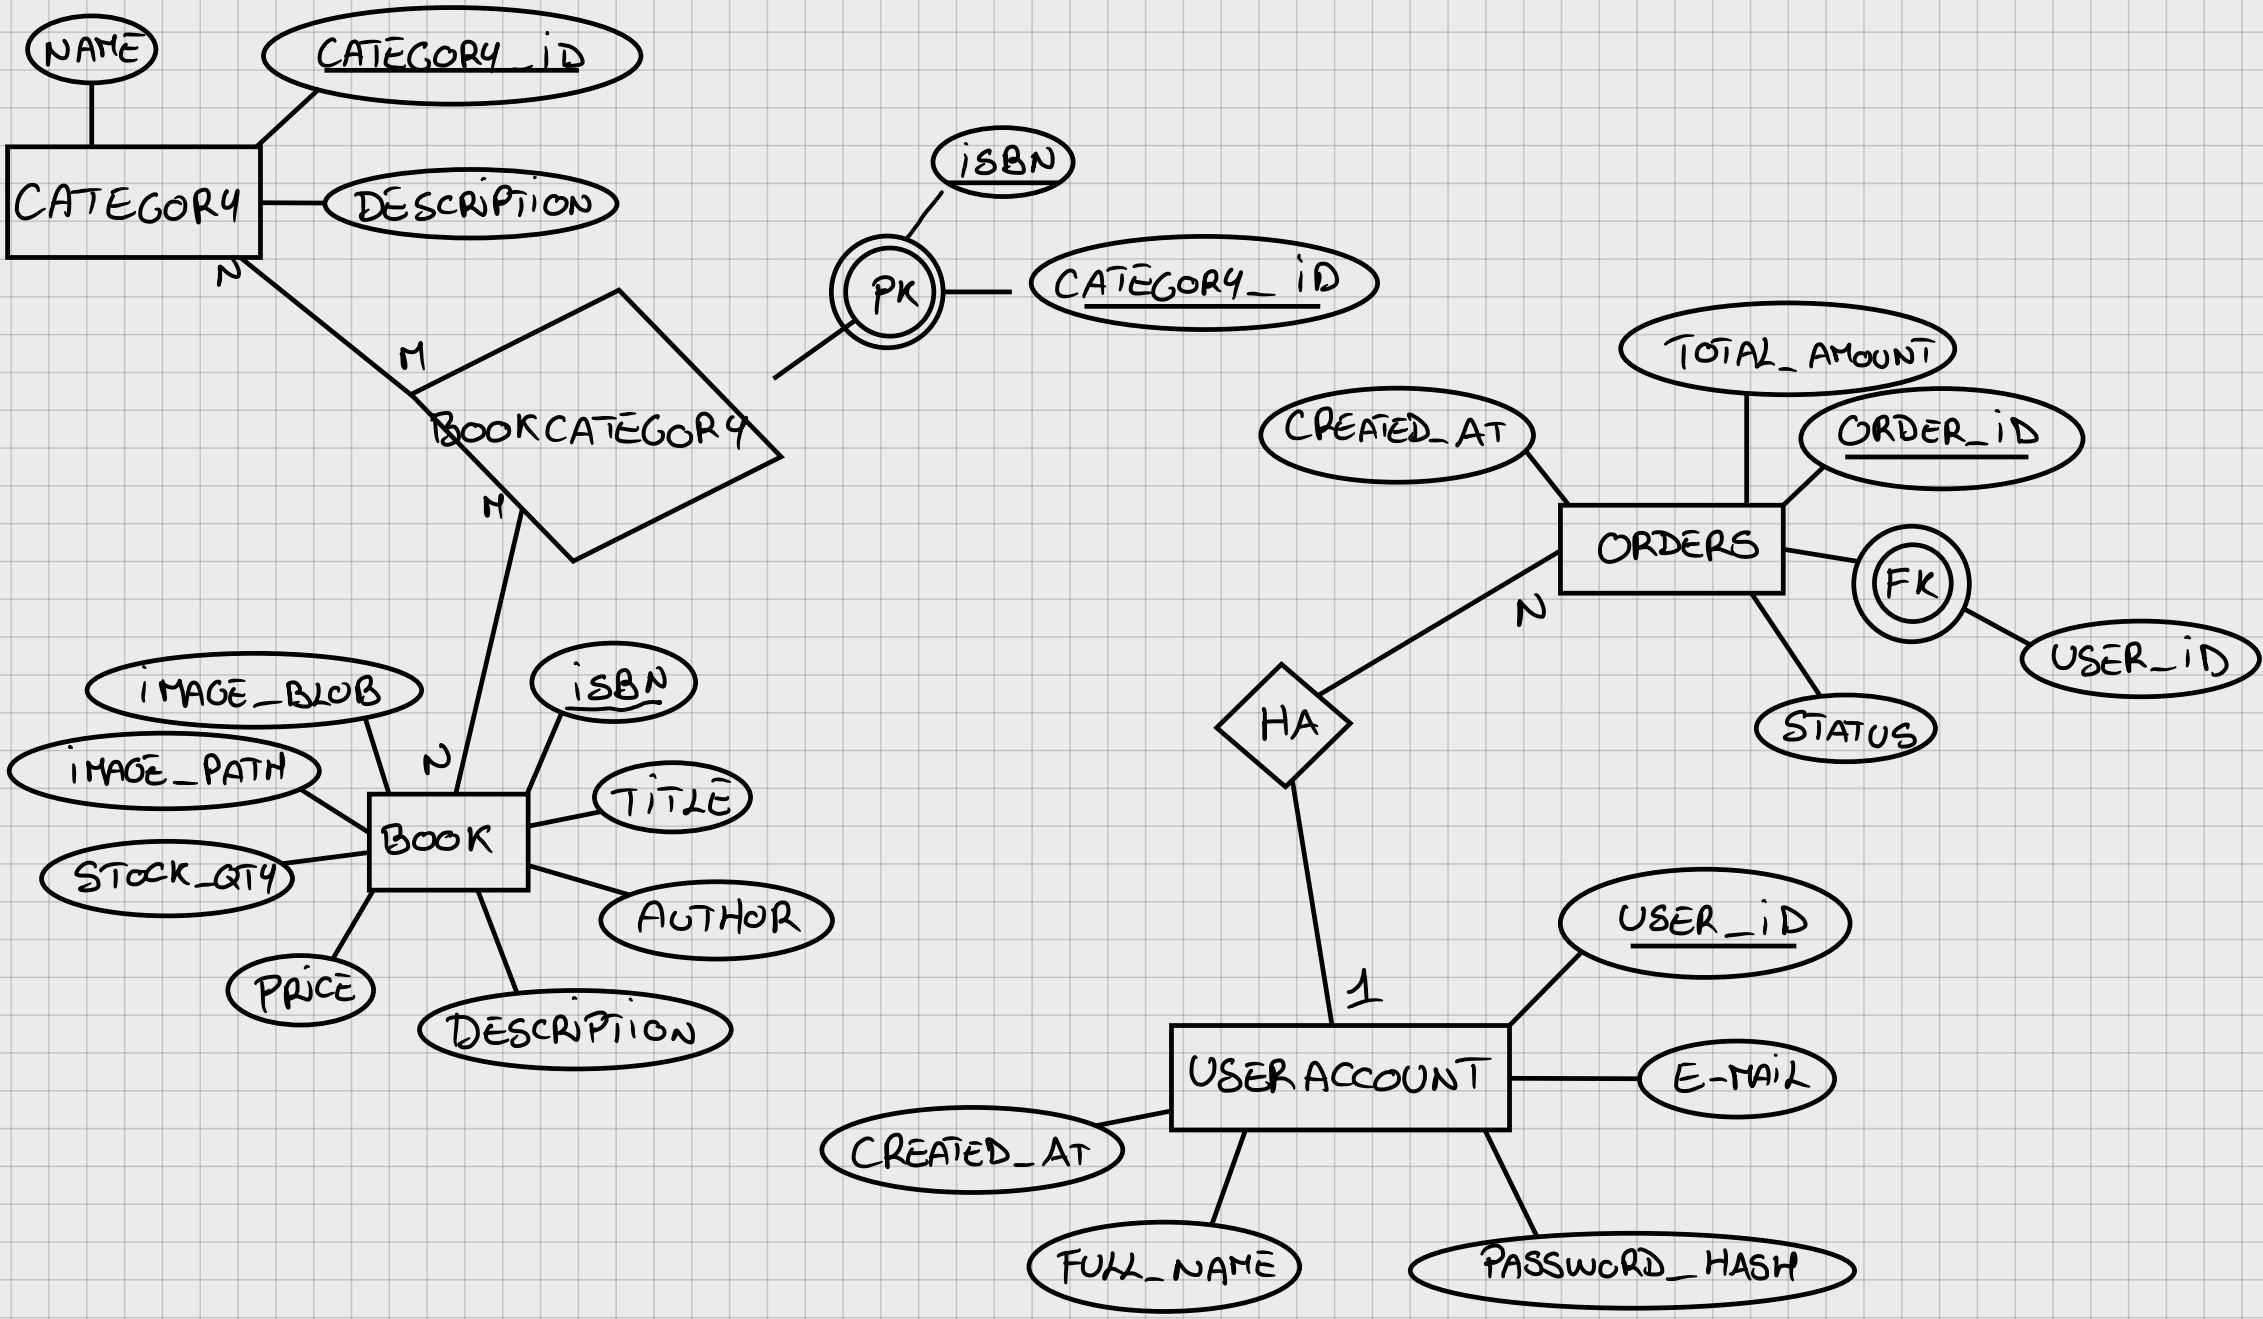 NAME
CATEGORY_iD
CATEGORY
DESCRiPTiON
N
M
BOOKCATEGORY
M
PK
iSBN
CATEGORY_iD
iMAGE_BLOB
iMAGE_PATH
STOCK_QTY
PRiCE
N
BOOK
iSBN
TiTLE
AUTHOR
DESCRiPTiON
TOTAL_AMOUNT
CREATED_AT
ORDER_iD
ORDERS
FK
USER_iD
STATUS
N
HA
1
USER_iD
USERACCOUNT
E-MAiL
CREATED_AT
FULL_NAME
PASSWORD_HASH